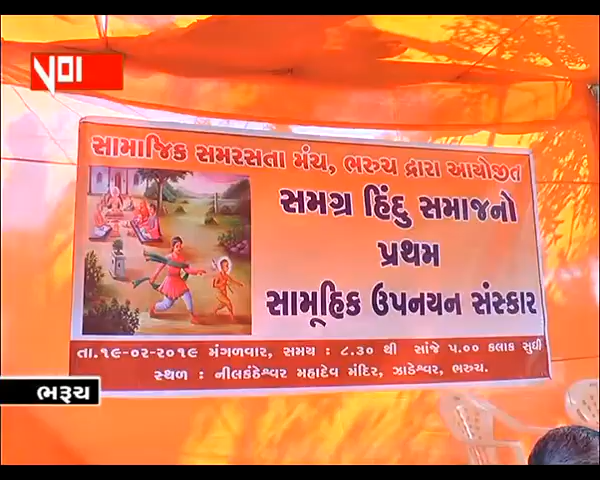 VOI
સામાજિક સમરસતા મંચ, ભરુચ દ્વારા આયોજીત
સમગ્ર હિંદુ સમાજનો
પ્રથમ
સામૂહિક ઉપનયન સંસ્કાર
તા.૧૯-૦૨-૨૦૧૯ મંગળવાર, સમય : ૮.૩૦ થી સાંજે ૫.૦૦ કલાક સુધી
સ્થળ : નીલકંઠેશ્વર મહાદેવ મંદિર, ઝાડેશ્વર, ભરુચ.
ભરૂચ